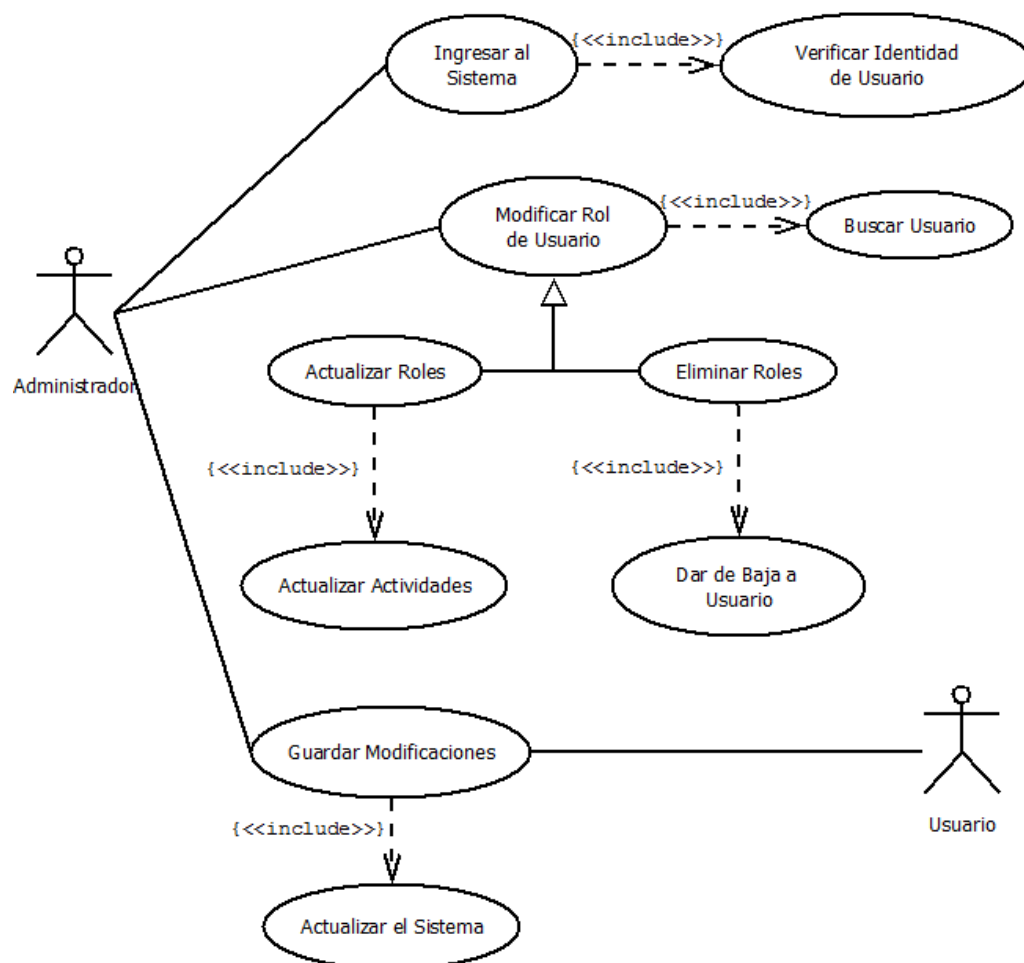 Ingresar al
Sistema
{<<include>>}
Verificar Identidad
de Usuario
Modificar Rol
de Usuario
{<<include>>}
Buscar Usuario
Administrador
Actualizar Roles
Eliminar Roles
{<<include>>}
{<<include>>}
Actualizar Actividades
Dar de Baja a
Usuario
Guardar Modificaciones
Usuario
{<<include>>}
Actualizar el Sistema